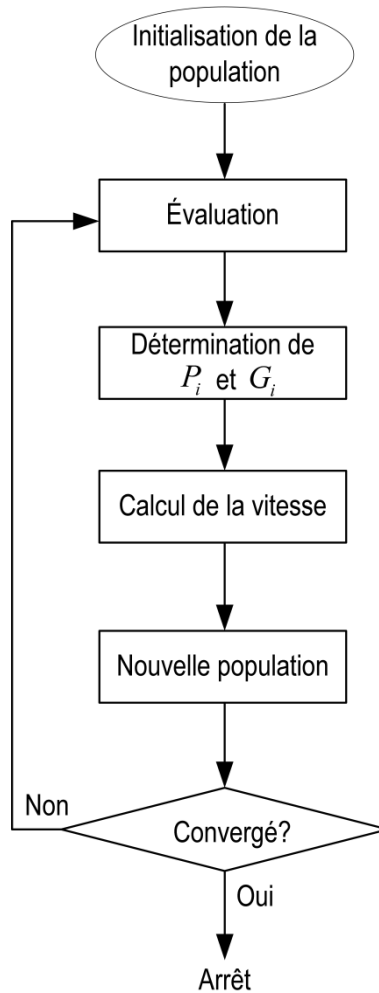 Initialisation de la
population
Évaluation
Détermination de
P_i et G_i
Calcul de la vitesse
Nouvelle population
Non
Convergé?
Oui
Arrêt